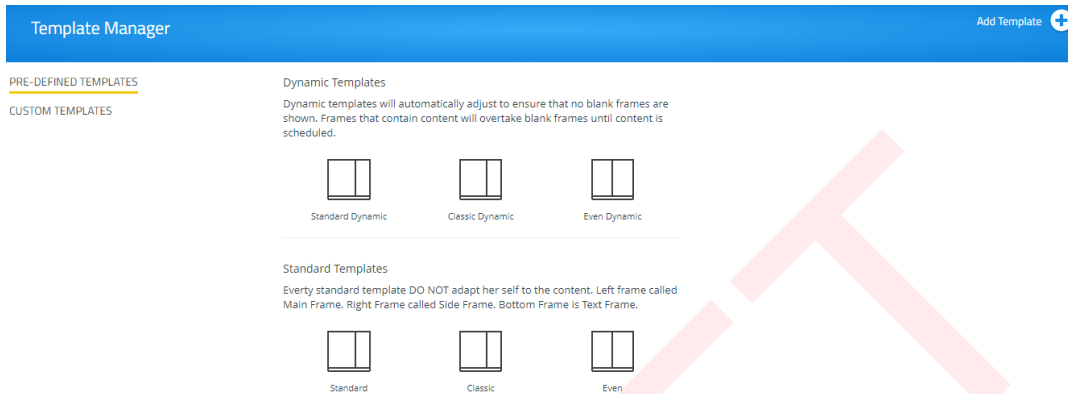 Template Manager
Add Template
PRE-DEFINED TEMPLATES
CUSTOM TEMPLATES
Dynamic Templates
Dynamic templates will automatically adjust to ensure that no blank frames are
shown. Frames that contain content will overtake blank frames until content is
scheduled.
Standard Dynamic
Classic Dynamic
Even Dynamic
Standard Templates
Everty standard template DO NOT adapt her self to the content. Left frame called
Main Frame. Right Frame called Side Frame. Bottom Frame is Text Frame.
Standard
Classic
Even